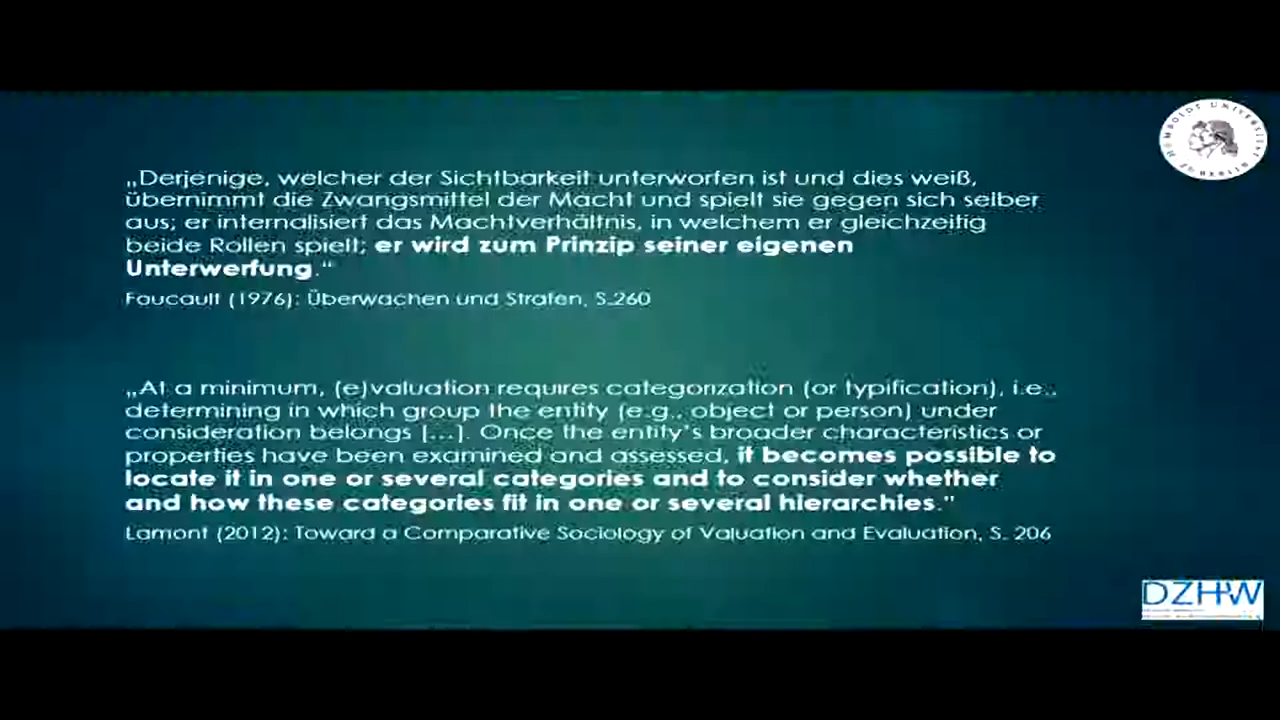 „Derjenige, welcher der Sichtbarkeit unterworfen ist und dies weiß,
übernimmt die Zwangsmittel der Macht und spielt sie gegen sich selber
aus; er internalisiert das Machtverhältnis, in welchem er gleichzeitig
beide Rollen spielt; er wird zum Prinzip seiner eigenen
Unterwerfung.“
Foucault (1976): Überwachen und Strafen, S.260
„At a minimum, (e)valuation requires categorization (or typification), i.e.,
determining in which group the entity (e.g., object or person) under
consideration belongs [...]. Once the entity's broader characteristics or
properties have been examined and assessed, it becomes possible to
locate it in one or several categories and to consider whether
and how these categories fit in one or several hierarchies."
Lamont (2012): Toward a Comparative Sociology of Valuation and Evaluation, S. 206
DZHW